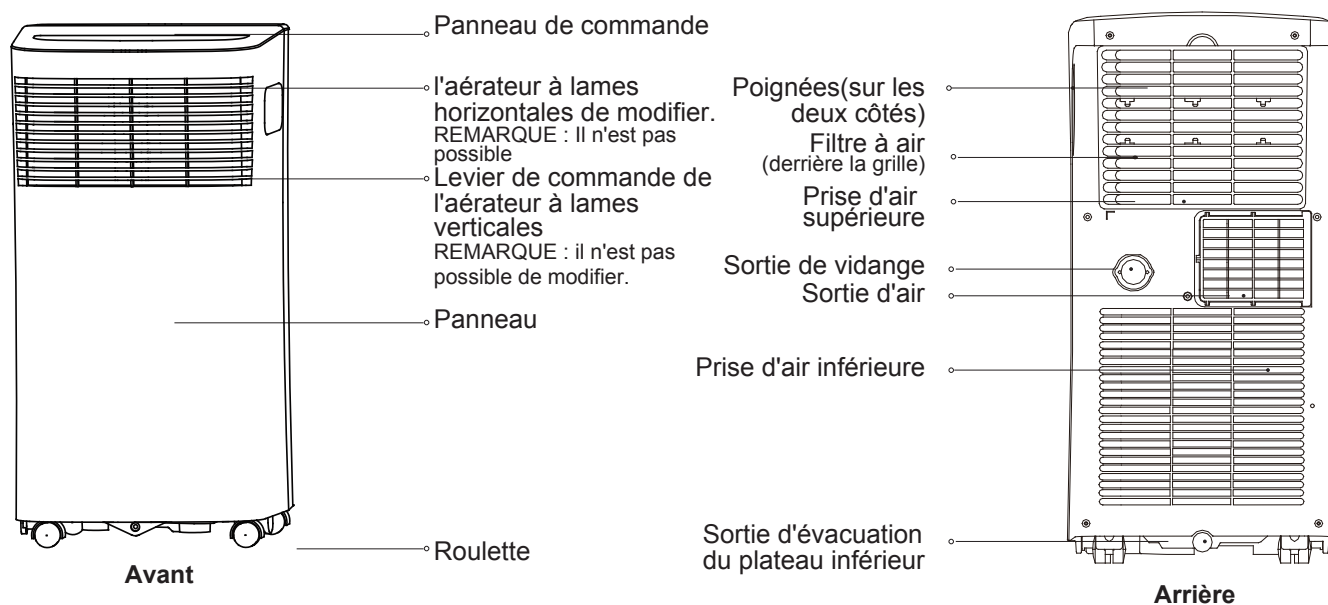 Panneau de commande
l'aérateur à lames
horizontales de modifier.
REMARQUE : Il n'est pas
possible
Levier de commande de
l'aérateur à lames
verticales
REMARQUE : il n'est pas
possible de modifier.
Panneau
Roulette
Avant
Poignées(sur les
deux côtés)
Filtre à air
(derrière la grille)
Prise d'air
supérieure
Sortie de vidange
Sortie d'air
Prise d'air inférieure
Sortie d'évacuation
du plateau inférieur
Arrière